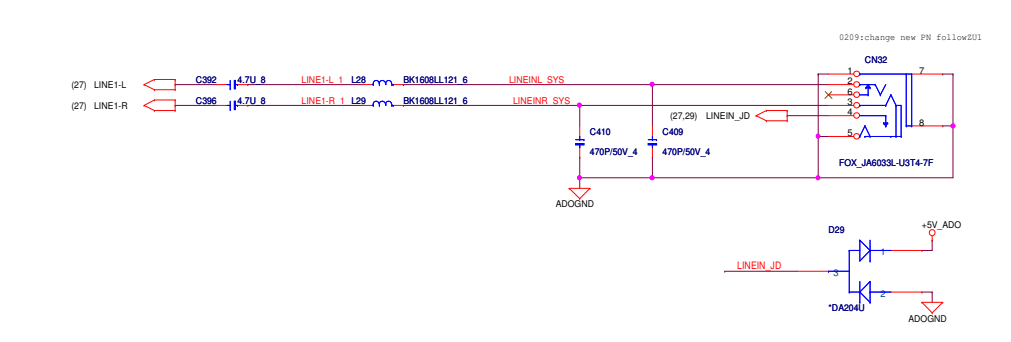 0209:change new PN followZU1
CN32
(27) LINE1-L C392 4.7U_8 LINE1-L_1 L28 BK1608LL121_6 LINEINL_SYS 1 7
2
6
(27) LINE1-R C396 4.7U_8 LINE1-R_1 L29 BK1608LL121_6 LINEINR_SYS 3
(27,29) LINEIN_JD 4
8
5
C410 C409
470P/50V_4 470P/50V_4
FOX_JA6033L-U3T4-7F
ADOGND
+5V_ADO
D29
1
LINEIN_JD 3
2
*DA204U
ADOGND